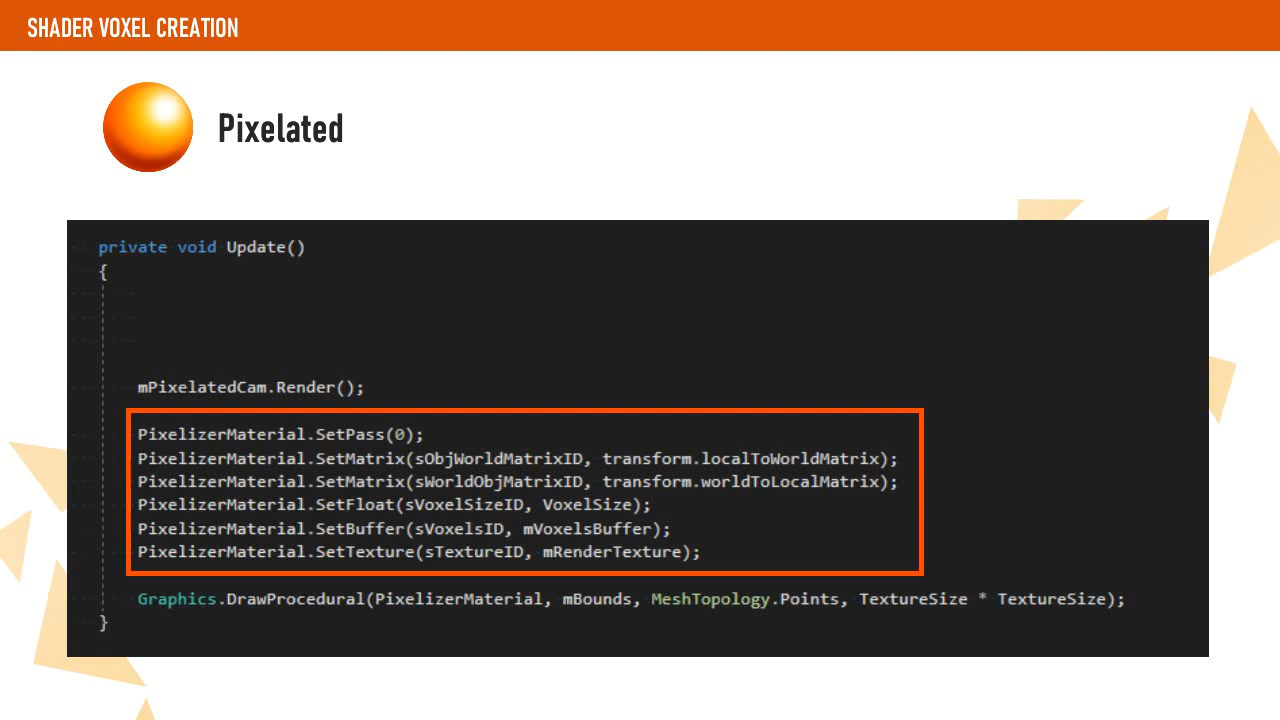 SHADER VOXEL CREATION
Pixelated
private void Update()
{
mPixelatedCam.Render();
PixelizerMaterial.SetPass(0);
PixelizerMaterial.SetMatrix(sObjWorldMatrixID, transform.localToWorldMatrix);
PixelizerMaterial.SetMatrix(sWorldObjMatrixID, transform.worldToLocalMatrix);
PixelizerMaterial.SetFloat(sVoxelSizeID, VoxelSize);
PixelizerMaterial.SetBuffer(sVoxelsID, mVoxelsBuffer);
PixelizerMaterial.SetTexture(sTextureID, mRenderTexture);
Graphics.DrawProcedural(PixelizerMaterial, mBounds, MeshTopology.Points, TextureSize * TextureSize);
}